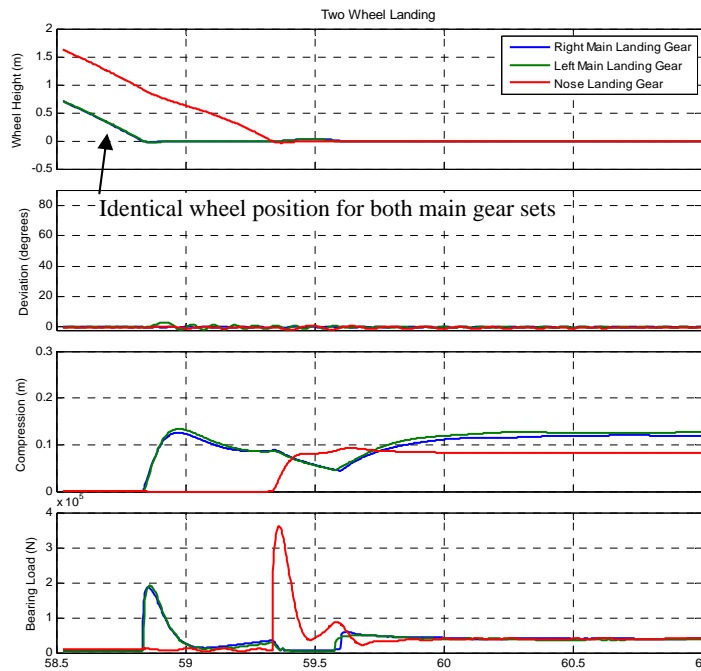 Two Wheel Landing
Wheel Height (m)
2
1.5
1
0.5
0
-0.5
Right Main Landing Gear
Left Main Landing Gear
Nose Landing Gear
Identical wheel position for both main gear sets
Deviation (degrees)
80
60
40
20
0
Compression (m)
0.3
0.2
0.1
0
x 10^5
Bearing Load (N)
4
3
2
1
0
58.5
59
59.5
60
60.5